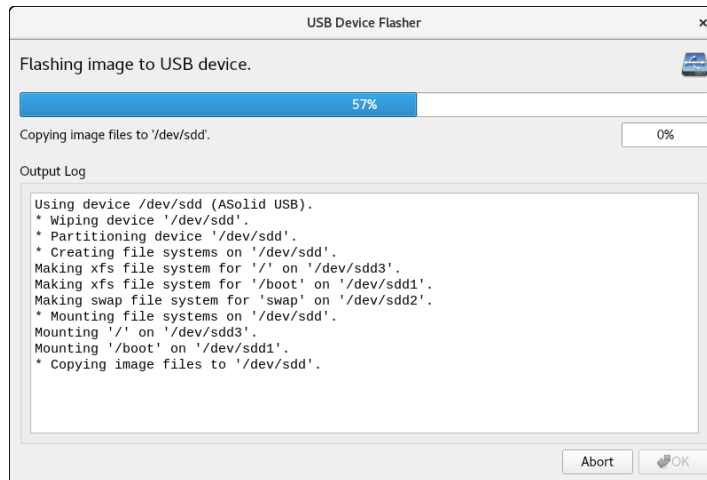 USB Device Flasher
Flashing image to USB device.
57%
Copying image files to '/dev/sdd'.
0%
Output Log
Using device /dev/sdd (ASolid USB).
* Wiping device '/dev/sdd'.
* Partitioning device '/dev/sdd'.
* Creating file systems on '/dev/sdd'.
Making xfs file system for '/' on '/dev/sdd3'.
Making xfs file system for '/boot' on '/dev/sdd1'.
Making swap file system for 'swap' on '/dev/sdd2'.
* Mounting file systems on '/dev/sdd'.
Mounting '/' on '/dev/sdd3'.
Mounting '/boot' on '/dev/sdd1'.
* Copying image files to '/dev/sdd'.
Abort
OK